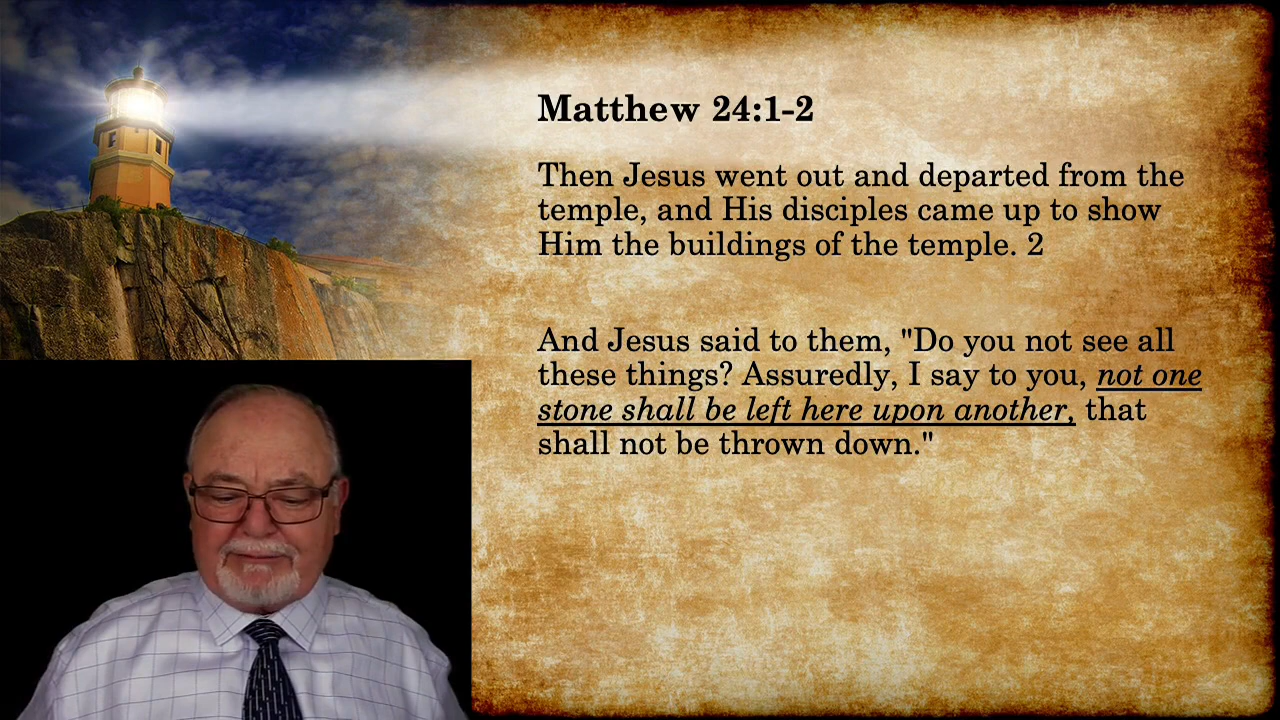 Matthew 24:1-2
Then Jesus went out and departed from the
temple, and His disciples came up to show
Him the buildings of the temple. 2
And Jesus said to them, "Do you not see all
these things? Assuredly, I say to you, not one
stone shall be left here upon another, that
shall not be thrown down."